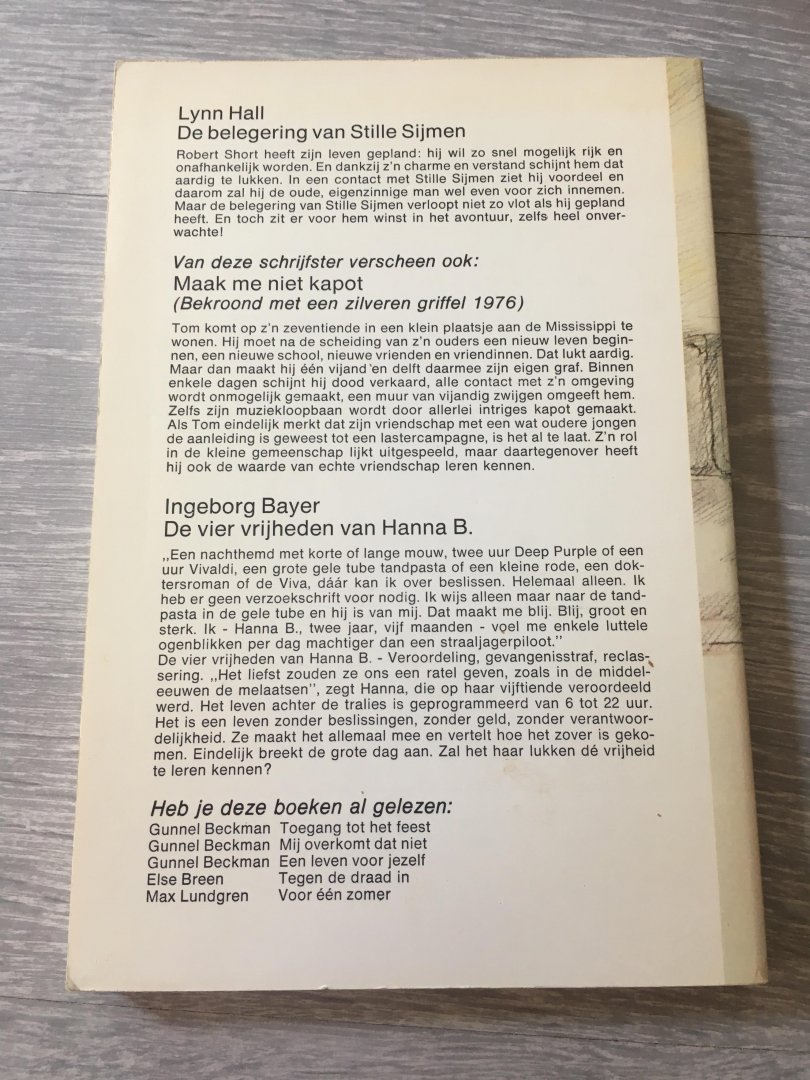 Lynn Hall
De belegering van Stille Sijmen
Robert Short heeft zijn leven gepland: hij wil zo snel mogelijk rijk en
onafhankelijk worden. En dankzij z'n charme en verstand schijnt hem dat
aardig te lukken. In een contact met Stille Sijmen ziet hij voordeel en
daarom zal hij de oude, eigenzinnige man wel even voor zich innemen.
Maar de belegering van Stille Sijmen verloopt niet zo vlot als hij gepland
heeft. En toch zit er voor hem winst in het avontuur, zelfs heel onver-
wachte!
Van deze schrijfster verscheen ook:
Maak me niet kapot
(Bekroond met een zilveren griffel 1976)
Tom komt op z'n zeventiende in een klein plaatsje aan de Mississippi te
wonen. Hij moet na de scheiding van z'n ouders een nieuw leven begin-
nen, een nieuwe school, nieuwe vrienden en vriendinnen. Dat lukt aardig.
Maar dan maakt hij één vijand en delft daarmee zijn eigen graf. Binnen
enkele dagen schijnt hij dood verkaard, alle contact met z'n omgeving
wordt onmogelijk gemaakt, een muur van vijandig zwijgen omgeeft hem.
Zelfs zijn muziekloopbaan wordt door allerlei intriges kapot gemaakt.
Als Tom eindelijk merkt dat zijn vriendschap met een wat oudere jongen
de aanleiding is geweest tot een lastercampagne, is het al te laat. Z'n rol
in de kleine gemeenschap lijkt uitgespeeld, maar daartegenover heeft
hij ook de waarde van echte vriendschap leren kennen.
Ingeborg Bayer
De vier vrijheden van Hanna B.
,,Een nachthemd met korte of lange mouw, twee uur Deep Purple of een
uur Vivaldi, een grote gele tube tandpasta of een kleine rode, een dok-
tersroman of de Viva, dáár kan ik over beslissen. Helemaal alleen. Ik
heb er geen verzoekschrift voor nodig. Ik wijs alleen maar naar de tand-
pasta in de gele tube en hij is van mij. Dat maakt me blij. Blij, groot en
sterk. Ik - Hanna B., twee jaar, vijf maanden - voel me enkele luttele
ogenblikken per dag machtiger dan een straaljagerpiloot."
De vier vrijheden van Hanna B. - Veroordeling, gevangenisstraf, reclas-
sering. ,,Het liefst zouden ze ons een ratel geven, zoals in de middel-
eeuwen de melaatsen", zegt Hanna, die op haar vijftiende veroordeeld
werd. Het leven achter de tralies is geprogrammeerd van 6 tot 22 uur.
Het is een leven zonder beslissingen, zonder geld, zonder verantwoor-
delijkheid. Ze maakt het allemaal mee en vertelt hoe het zover is geko-
men. Eindelijk breekt de grote dag aan. Zal het haar lukken dé vrijheid
te leren kennen?
Heb je deze boeken al gelezen:
Gunnel Beckman Toegang tot het feest
Gunnel Beckman Mij overkomt dat niet
Gunnel Beckman Een leven voor jezelf
Else Breen Tegen de draad in
Max Lundgren Voor één zomer